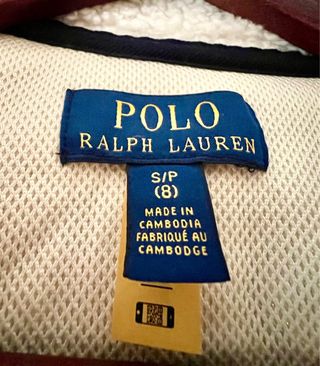 POLO
RALPH LAUREN
S/P
(8)
MADE IN
CAMBODIA
FABRIQUÉ AU
CAMBODGE